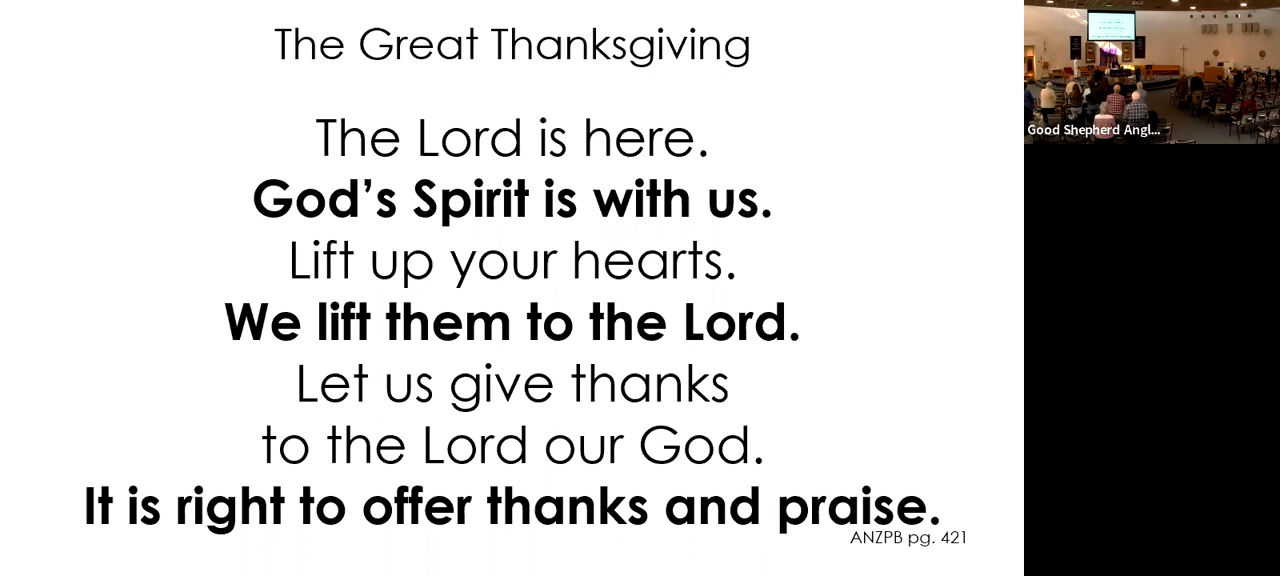 The Great Thanksgiving
The Lord is here.
God’s Spirit is with us.
Lift up your hearts.
We lift them to the Lord.
Let us give thanks
to the Lord our God.
It is right to offer thanks and praise.
ANZPB pg. 421
Good Shepherd Angl...